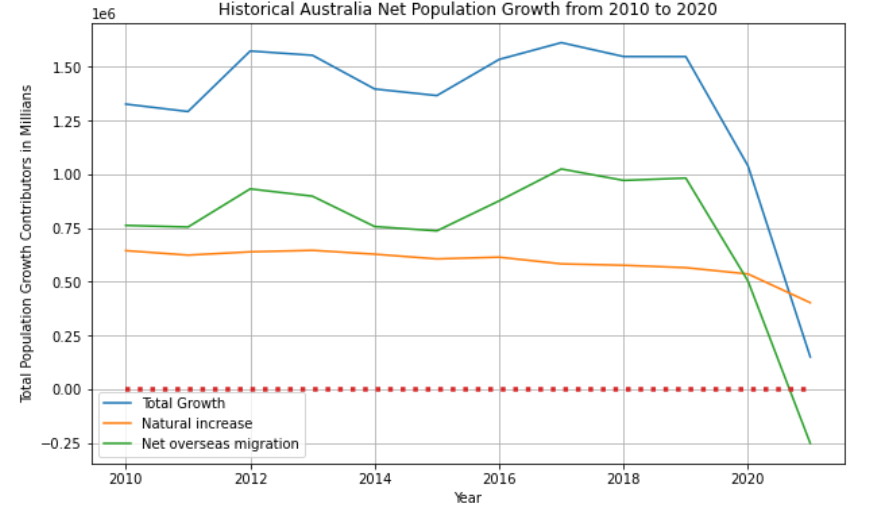 Historical Australia Net Population Growth from 2010 to 2020
1e6
1.50
1.25
1.00
0.75
0.50
0.25
0.00
−0.25
Total Population Growth Contributors in Millians
Total Growth
Natural increase
Net overseas migration
2010 2012 2014 2016 2018 2020
Year